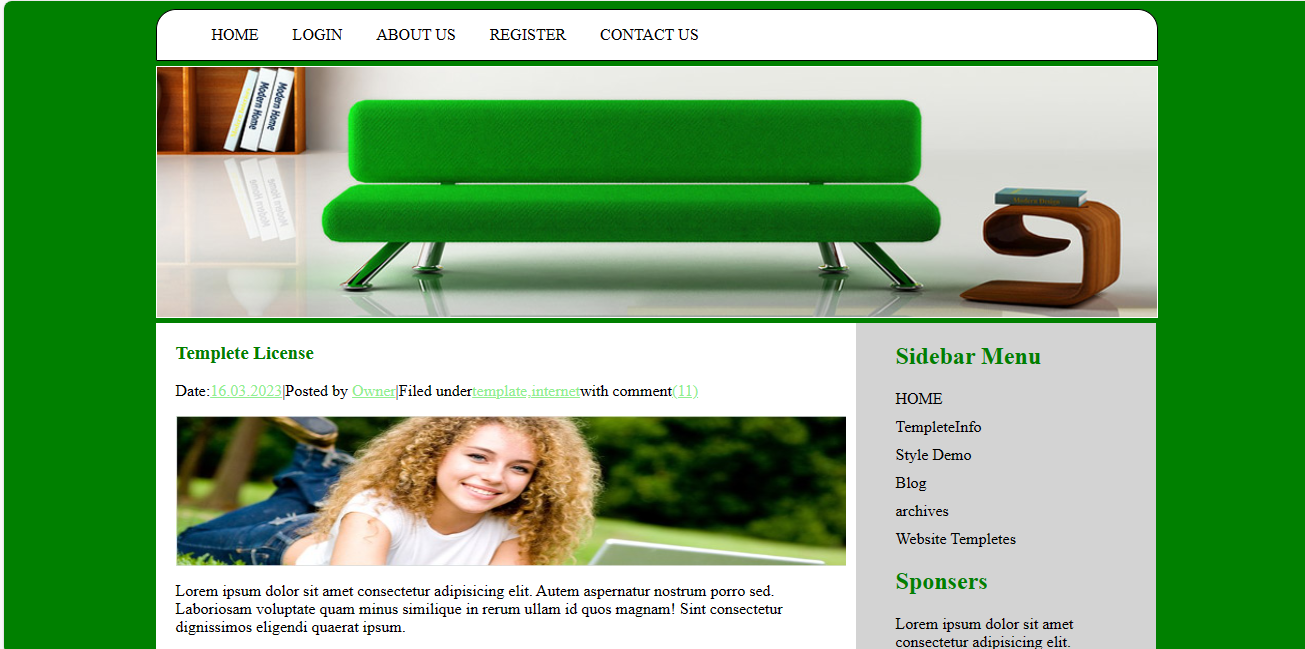 HOME LOGIN ABOUT US REGISTER CONTACT US
Modern Home
Modern Home
Modern Design
Templete License
Date:16.03.2023|Posted by Owner|Filed undertemplate,internetwith comment(11)
Lorem ipsum dolor sit amet consectetur adipisicing elit. Autem aspernatur nostrum porro sed.
Laboriosam voluptate quam minus similique in rerum ullam id quos magnam! Sint consectetur
dignissimos eligendi quaerat ipsum.
Sidebar Menu
HOME
TempleteInfo
Style Demo
Blog
archives
Website Templetes
Sponsers
Lorem ipsum dolor sit amet
consectetur adipisicing elit.